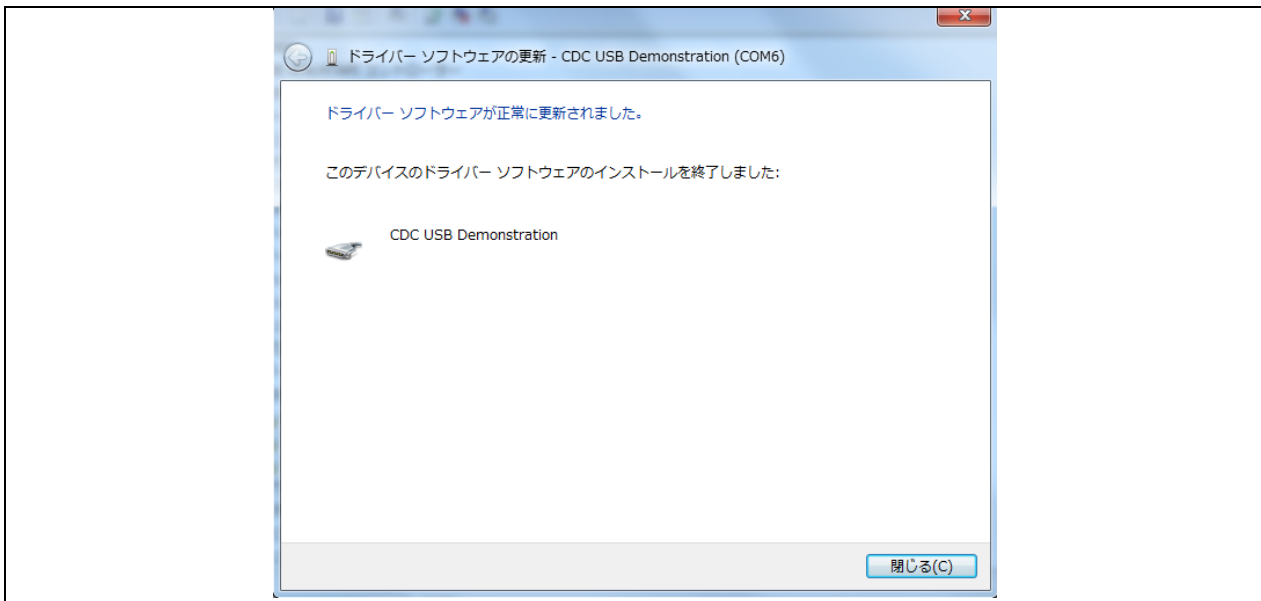 ドライバー ソフトウェアの更新 - CDC USB Demonstration (COM6)
ドライバー ソフトウェアが正常に更新されました。
このデバイスのドライバー ソフトウェアのインストールを終了しました:
CDC USB Demonstration
閉じる(C)